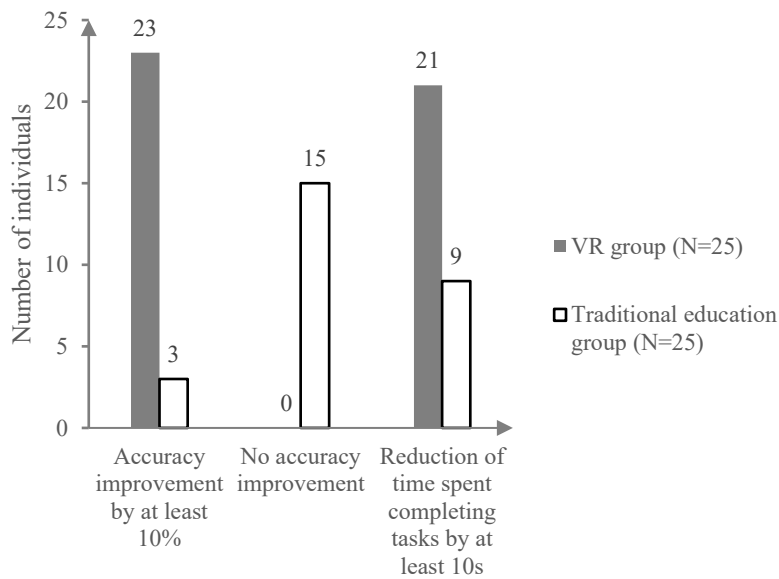 Number of individuals
25
20
15
10
5
0
23
3
0
15
21
9
Accuracy
improvement
by at least
10%
No accuracy
improvement
Reduction of
time spent
completing
tasks by at
least 10s
VR group (N=25)
Traditional education
group (N=25)